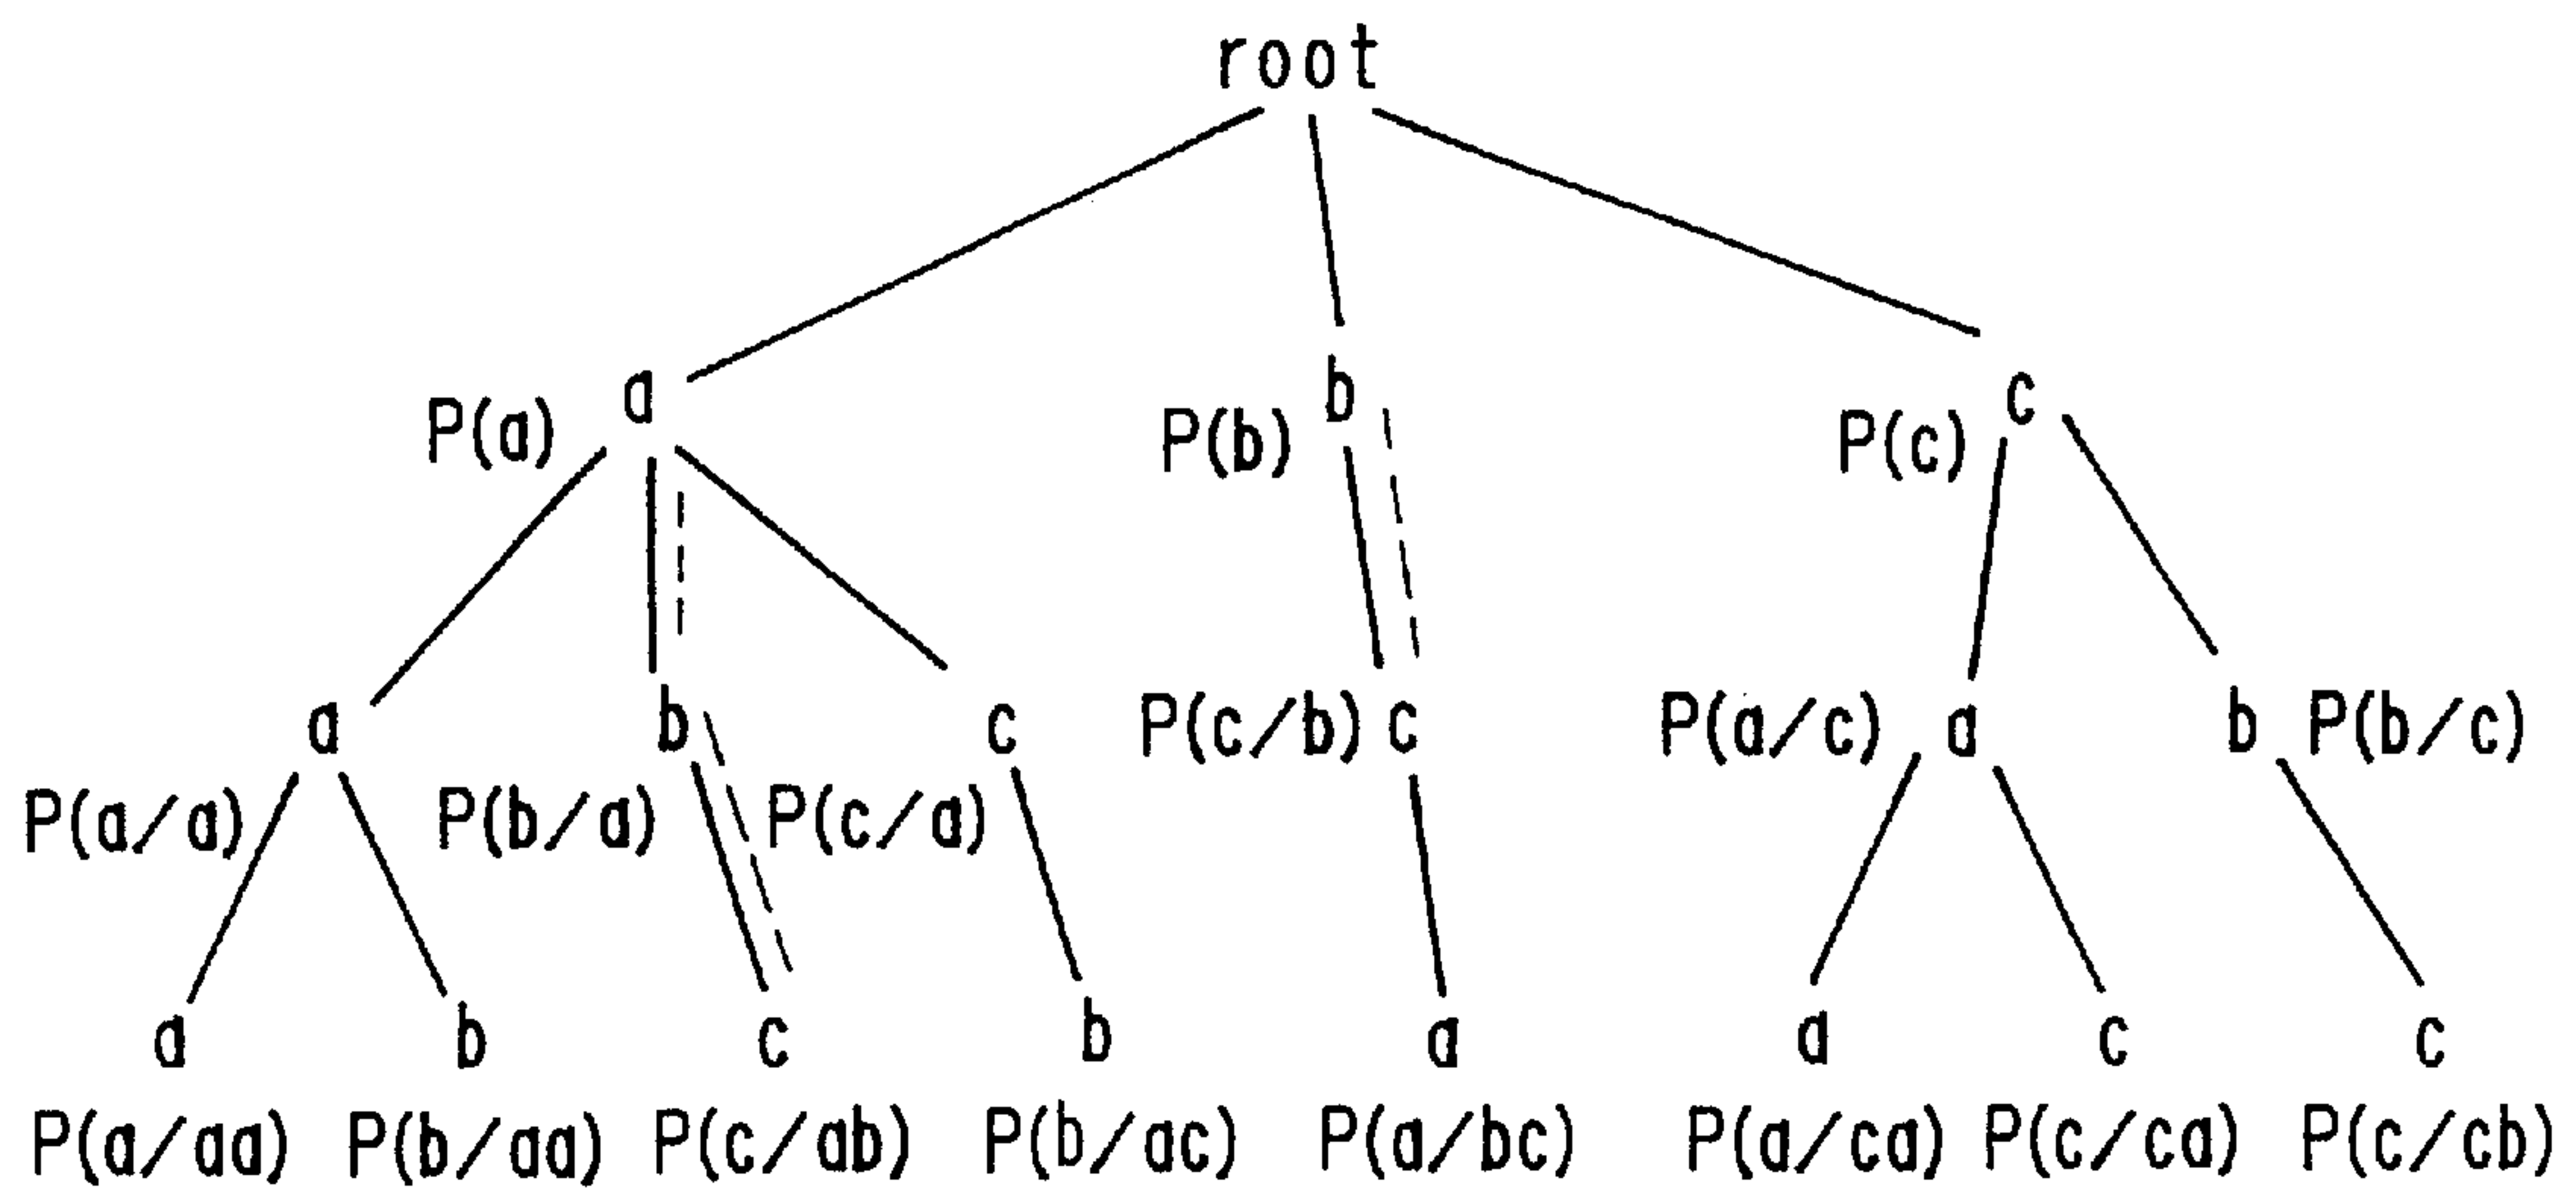 root
a b c
P(a) P(b) P(c)
a b c P(c/b) c P(a/c) a b P(b/c)
P(a/a) P(b/a) P(c/a)
a b c b a a c c
P(a/aa) P(b/aa) P(c/ab) P(b/ac) P(a/bc) P(a/ca) P(c/ca) P(c/cb)